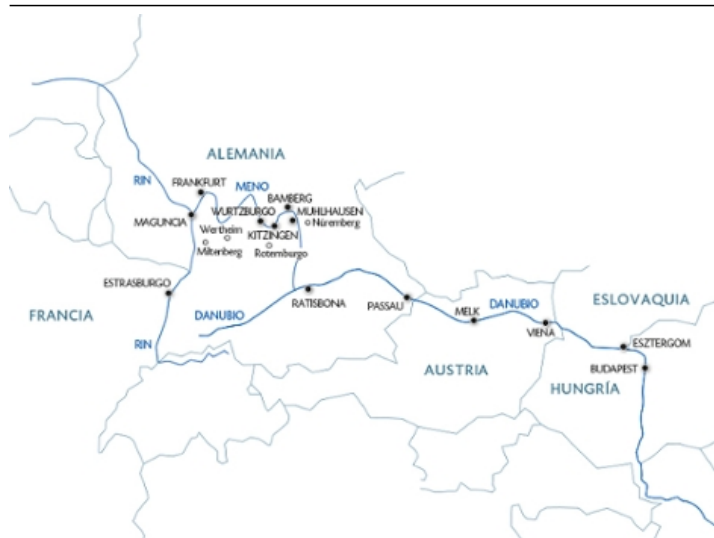 ALEMANIA
RIN
FRANKFURT
MENO
BAMBERG
MUHLHAUSEN
WURTZBURGO
Núremberg
MAGUNCIA
Wertheim
KITZINGEN
Miltenberg
Rotemburgo
ESTRASBURGO
FRANCIA
DANUBIO
RATISBONA
PASSAU
MELK
DANUBIO
ESLOVAQUIA
VIENA
RIN
ESZTERGOM
AUSTRIA
BUDAPEST
HUNGRÍA